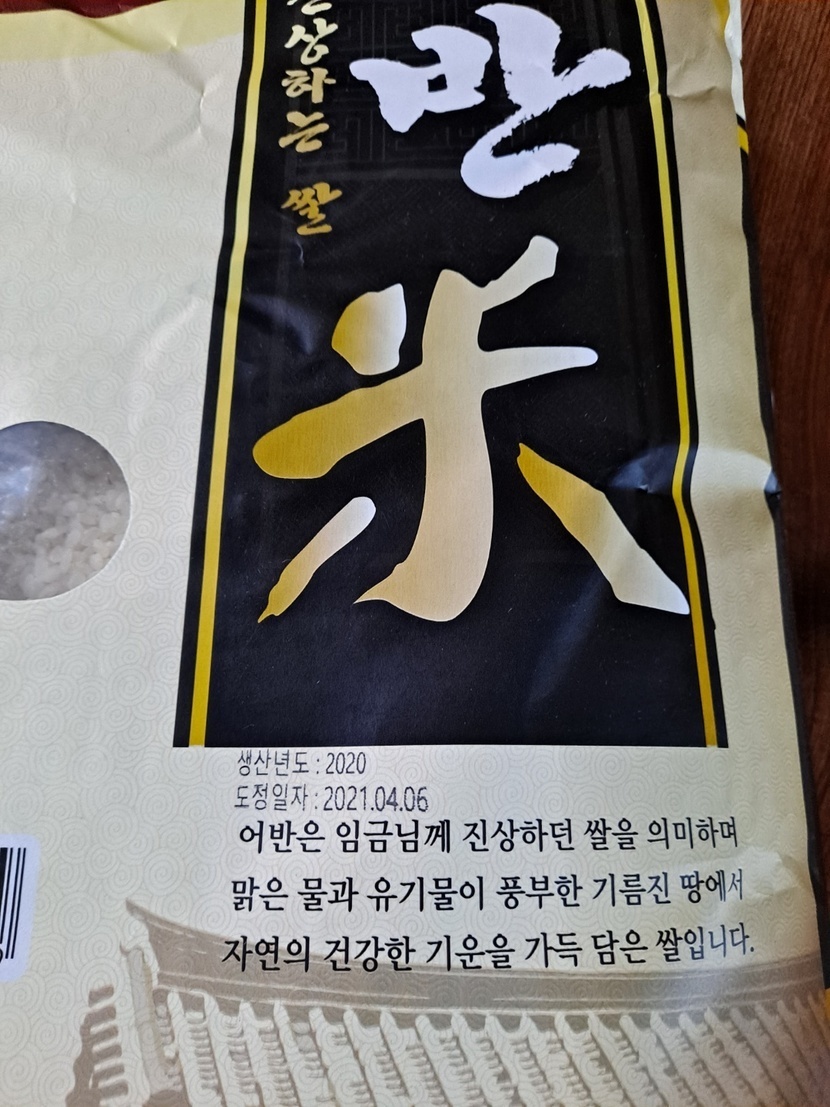 상하는 쌀
반
米
생산년도 : 2020
도정일자 : 2021.04.06
어반은 임금님께 진상하던 쌀을 의미하며
맑은 물과 유기물이 풍부한 기름진 땅에서
자연의 건강한 기운을 가득 담은 쌀입니다.